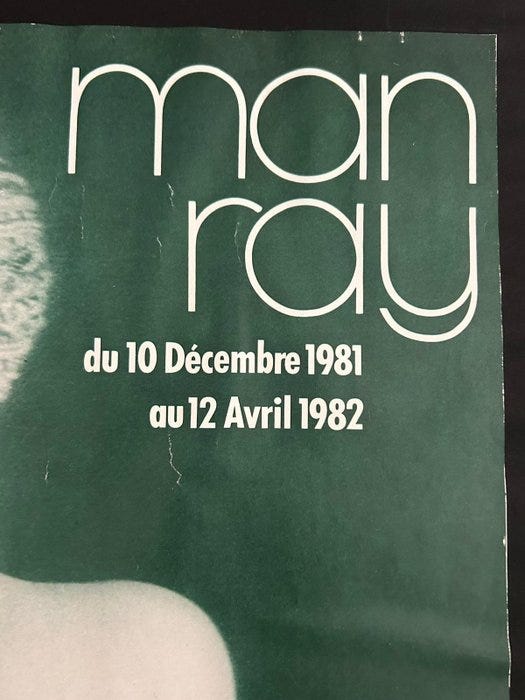 man
ray
du 10 Décembre 1981
au 12 Avril 1982